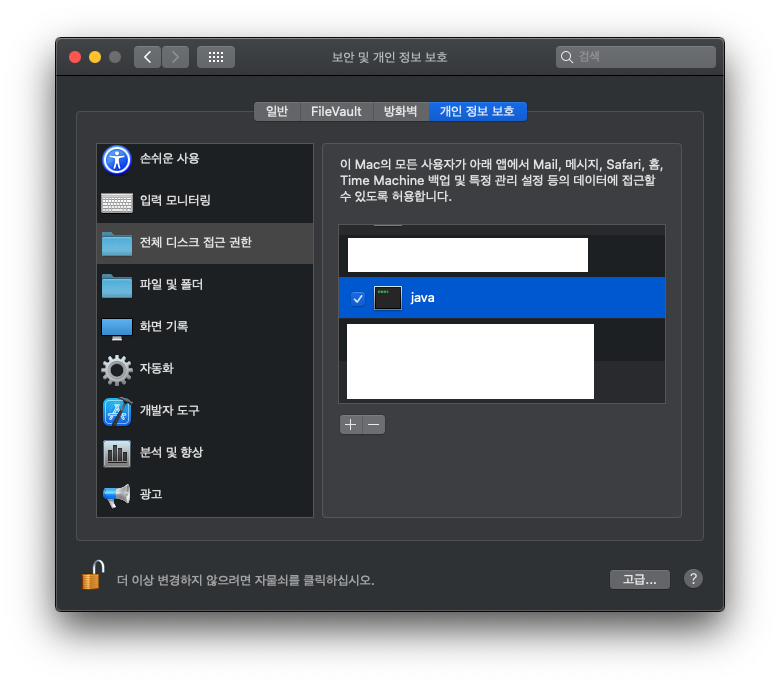 보안 및 개인 정보 보호
검색
일반
FileVault
방화벽
개인 정보 보호
손쉬운 사용
입력 모니터링
전체 디스크 접근 권한
파일 및 폴더
화면 기록
자동화
개발자 도구
분석 및 향상
광고
이 Mac의 모든 사용자가 아래 앱에서 Mail, 메시지, Safari, 홈,
Time Machine 백업 및 특정 관리 설정 등의 데이터에 접근할
수 있도록 허용합니다.
java
더 이상 변경하지 않으려면 자물쇠를 클릭하십시오.
고급...
?